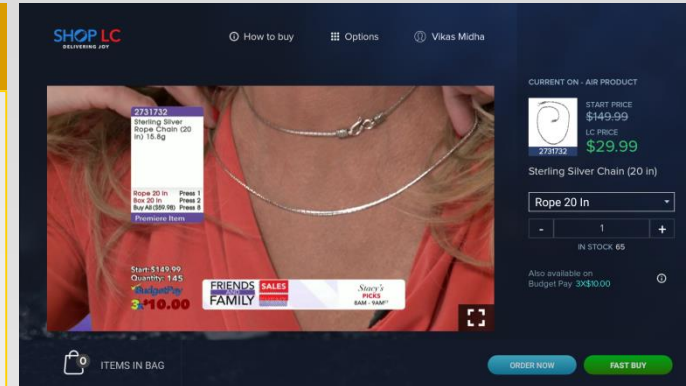 SHOP LC
DELIVERING JOY
How to buy
Options
Vikas Midha
2731732
Sterling Silver
Rope Chain (20
in) 15.8g
Rope 20 In Press 1
Box 20 in Press 2
Buy All ($59.98) Press 8
Premiere Item
Start: $149.99
Quantity: 145
BudgetPay
3x$10.00
FRIENDS
AND
FAMILY
SALES
EVENT
Stacy's
PICKS
8AM - 9AM
CURRENT ON - AIR PRODUCT
START PRICE
$149.99
LC PRICE
$29.99
2731732
Sterling Silver Chain (20 in)
Rope 20 In
- 1 +
IN STOCK 65
Also available on
Budget Pay 3X$10.00
0
ITEMS IN BAG
ORDER NOW
FAST BUY